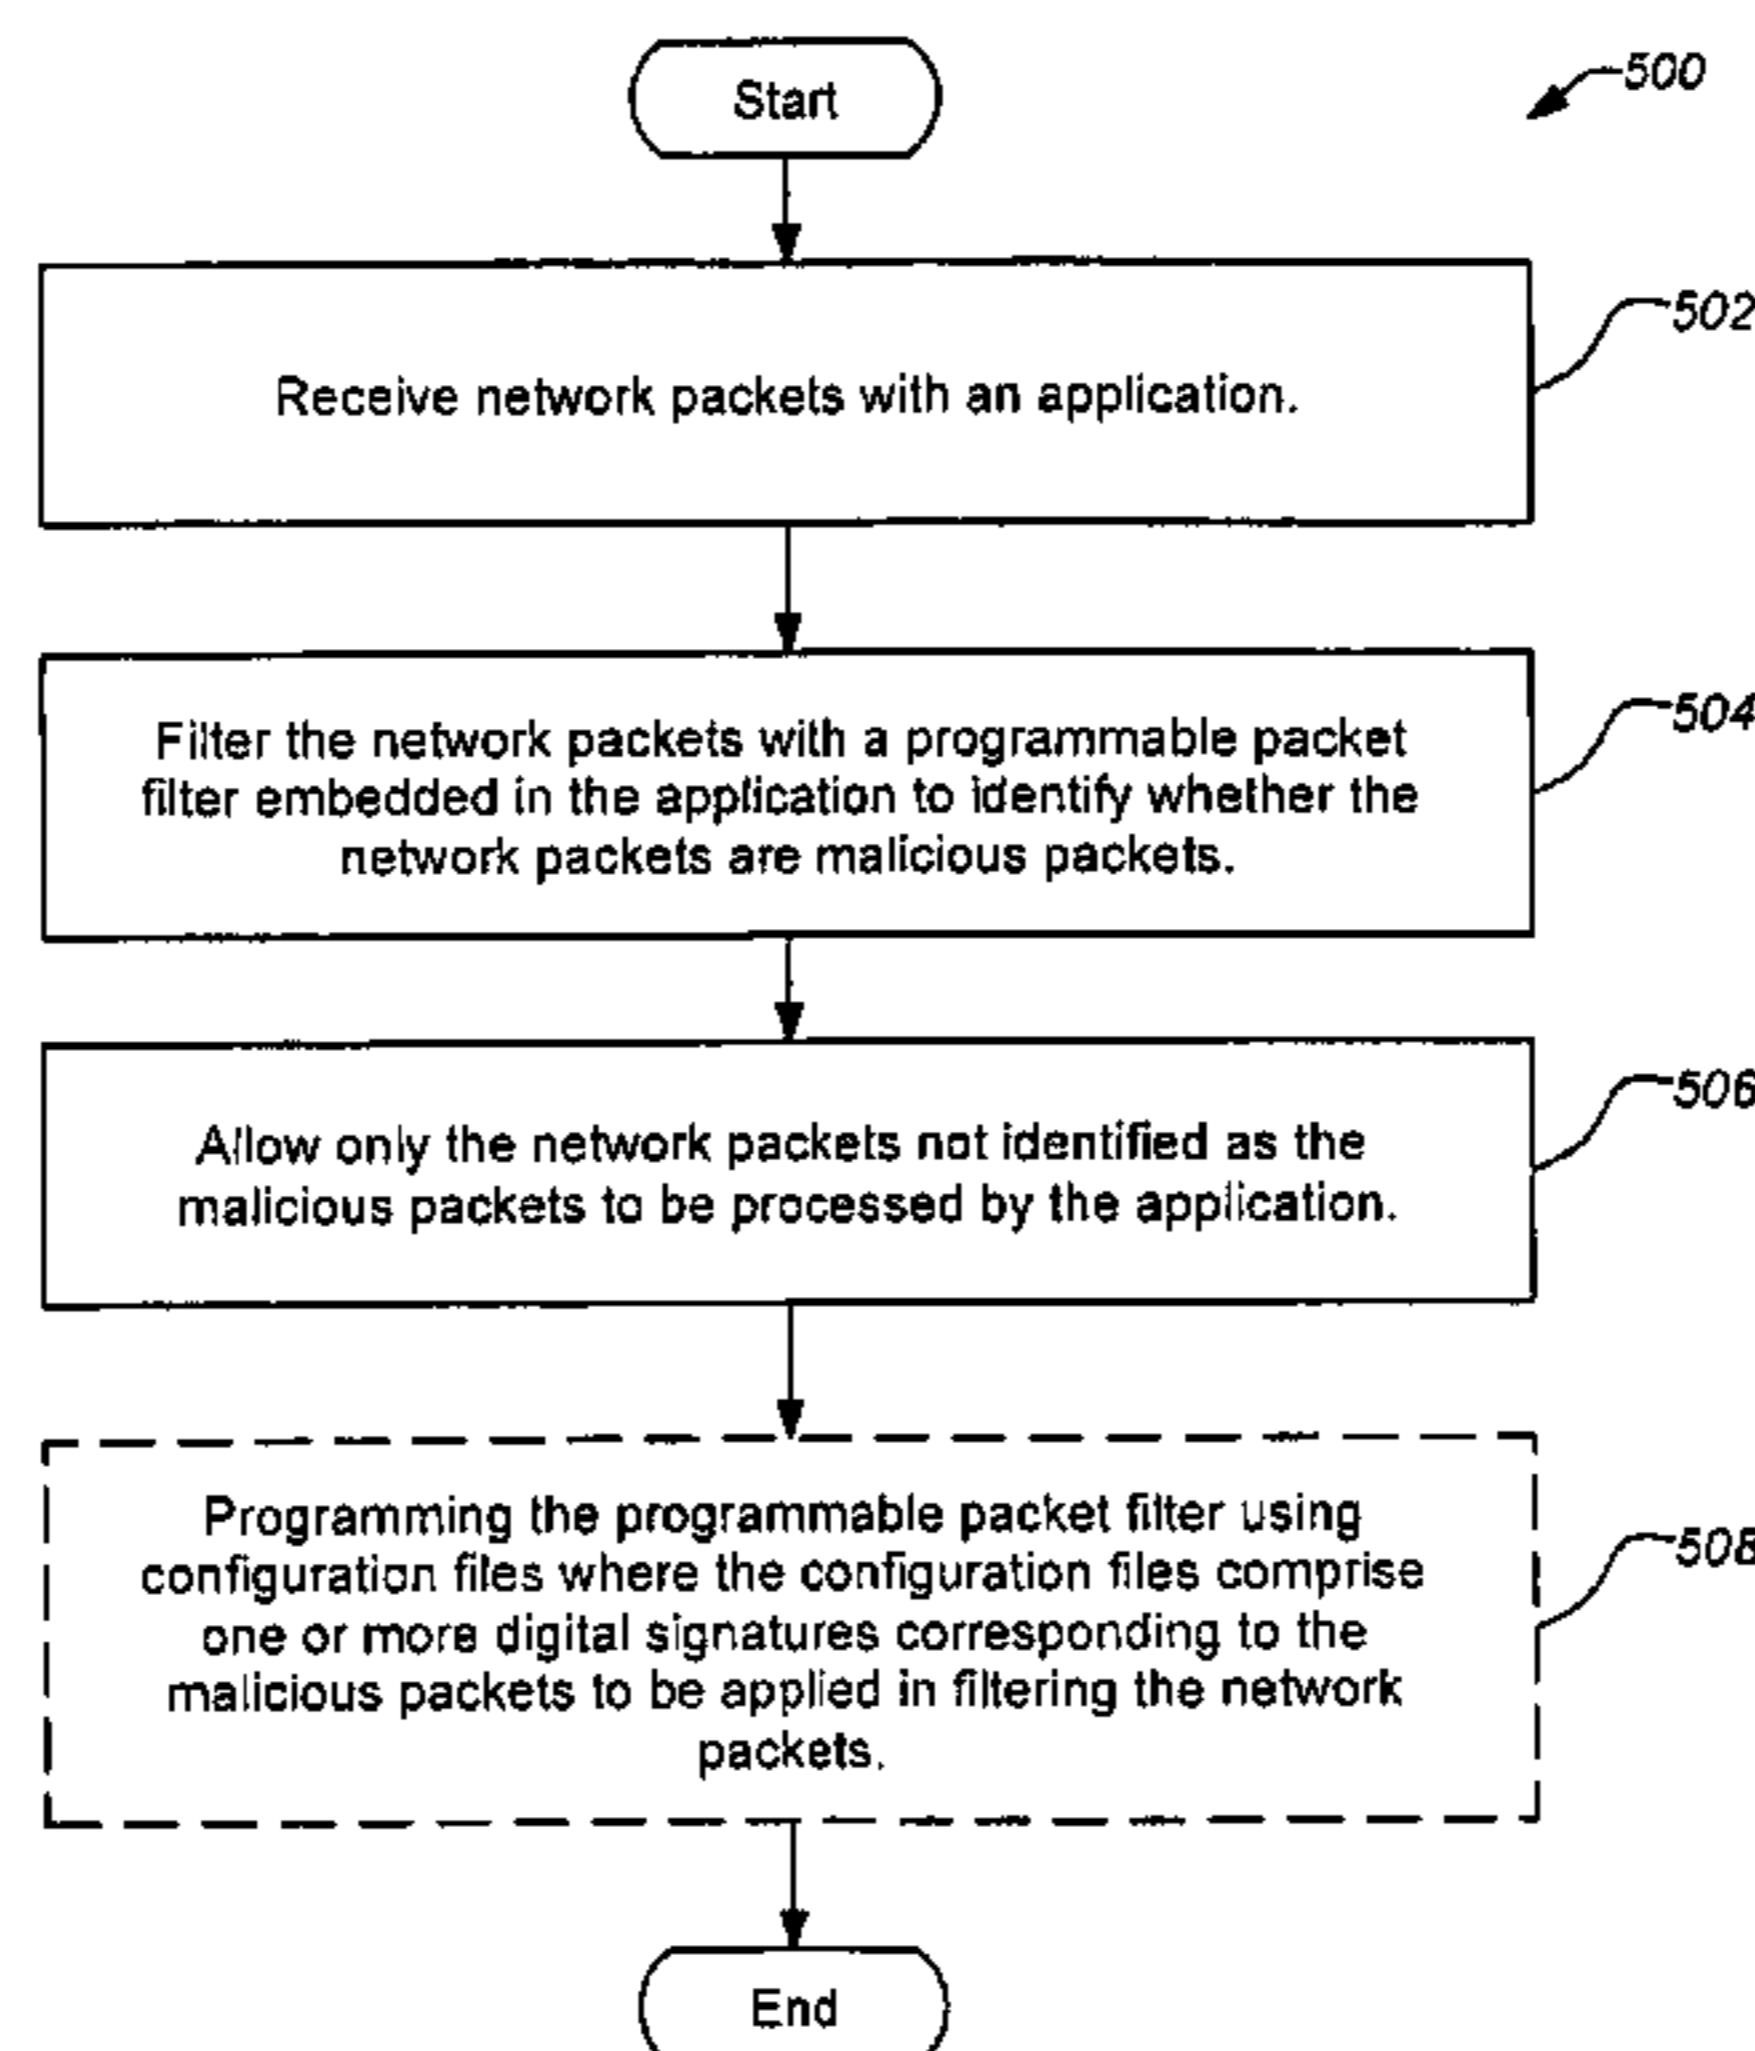 Start
500
Receive network packets with an application.
502
Filter the network packets with a programmable packet
filter embedded in the application to identify whether the
network packets are malicious packets.
504
Allow only the network packets not identified as the
malicious packets to be processed by the application.
506
Programming the programmable packet filter using
configuration files where the configuration files comprise
one or more digital signatures corresponding to the
malicious packets to be applied in filtering the network
packets.
508
End